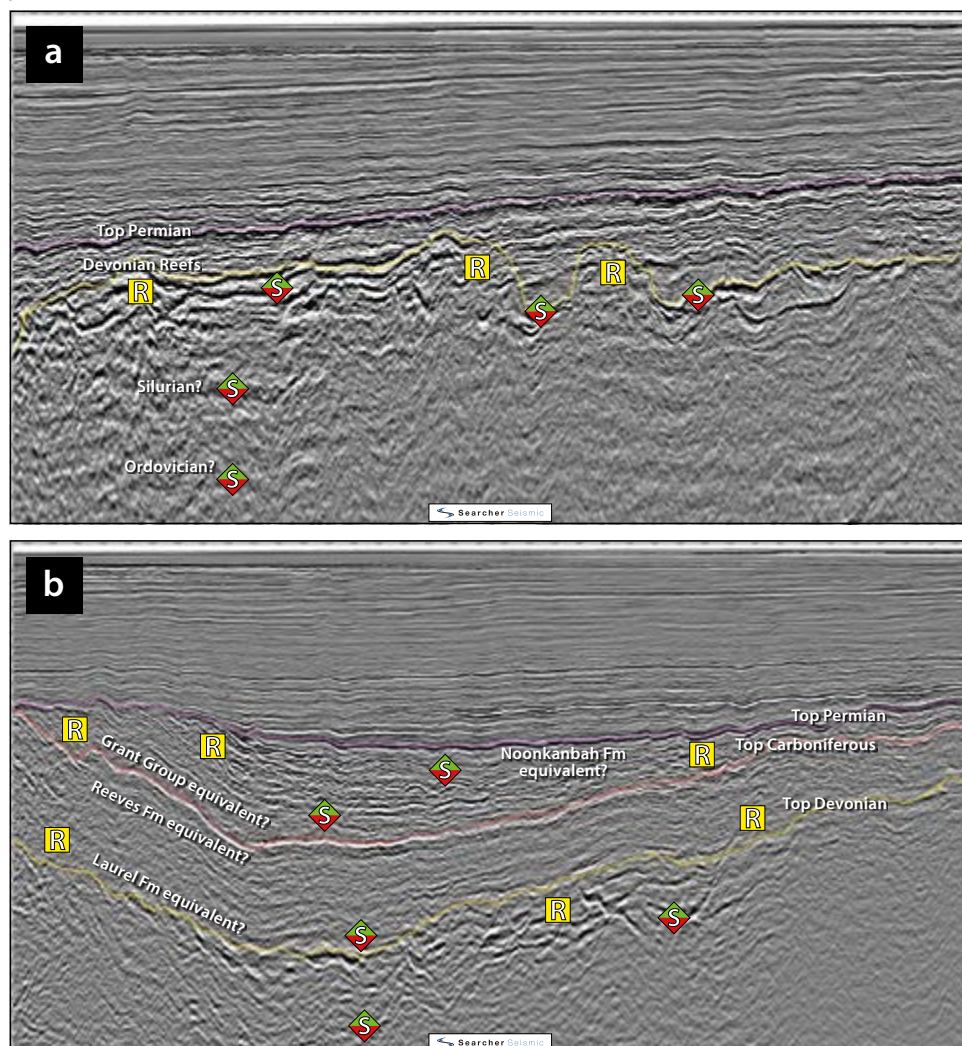 a
Top Permian
Devonian Reefs
R
R
R
S
S
S
Silurian?
S
Ordovician?
S
Searcher Seismic
b
Top Permian
R
R
Grant Group equivalent?
Noonkanbah Fm
equivalent?
R
Top Carboniferous
S
Reeves Fm equivalent?
S
Top Devonian
R
R
Laurel Fm equivalent?
R
S
S
S
Searcher Seismic